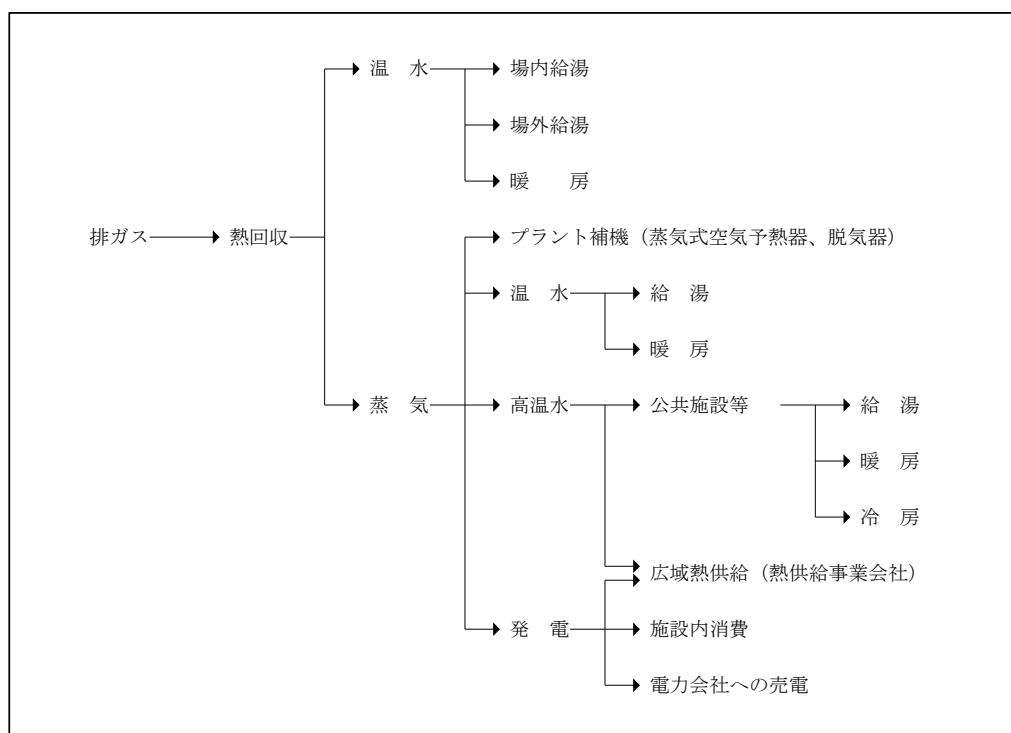 温　水
場内給湯
場外給湯
暖　　房
排ガス
熱回収
プラント補機（蒸気式空気予熱器、脱気器）
温　水
給　湯
暖　房
蒸　気
高温水
公共施設等
給　湯
暖　房
冷　房
広域熱供給（熱供給事業会社）
発　電
施設内消費
電力会社への売電